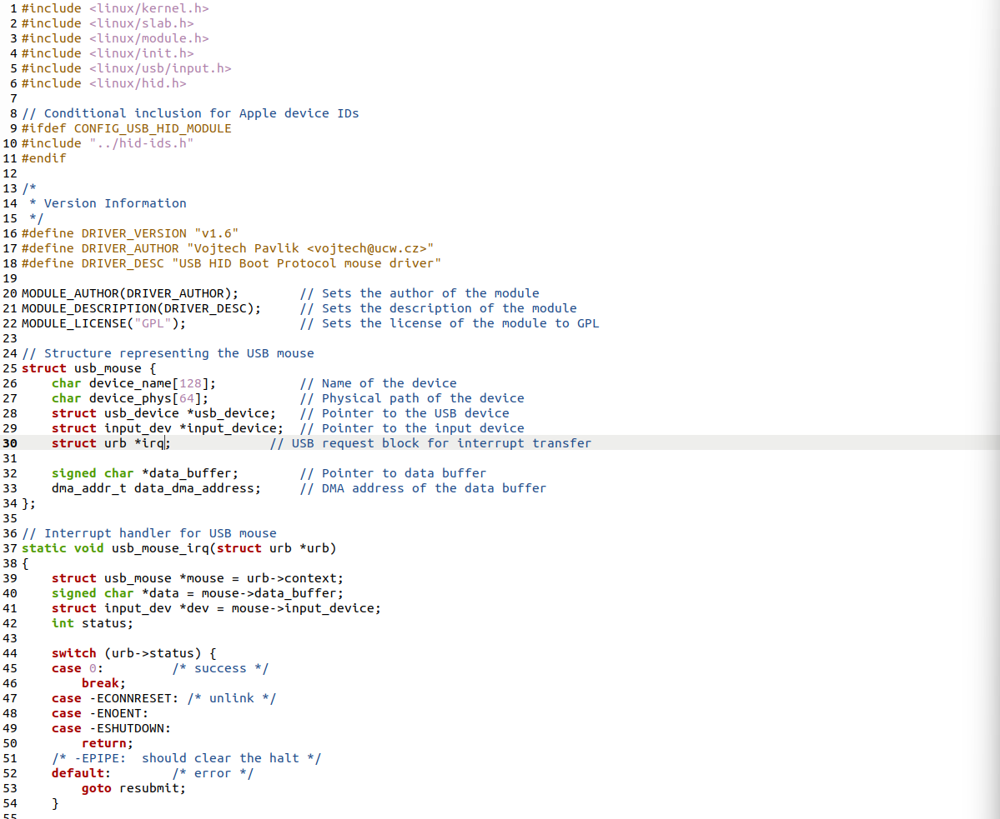 1 #include <linux/kernel.h>
2 #include <linux/slab.h>
3 #include <linux/module.h>
4 #include <linux/init.h>
5 #include <linux/usb/input.h>
6 #include <linux/hid.h>
7
8 // Conditional inclusion for Apple device IDs
9 #ifdef CONFIG_USB_HID_MODULE
10 #include "../hid-ids.h"
11 #endif
12
13 /*
14  * Version Information
15  */
16 #define DRIVER_VERSION "v1.6"
17 #define DRIVER_AUTHOR "Vojtech Pavlik <vojtech@ucw.cz>"
18 #define DRIVER_DESC "USB HID Boot Protocol mouse driver"
19
20 MODULE_AUTHOR(DRIVER_AUTHOR);        // Sets the author of the module
21 MODULE_DESCRIPTION(DRIVER_DESC);     // Sets the description of the module
22 MODULE_LICENSE("GPL");               // Sets the license of the module to GPL
23
24 // Structure representing the USB mouse
25 struct usb_mouse {
26     char device_name[128];           // Name of the device
27     char device_phys[64];            // Physical path of the device
28     struct usb_device *usb_device;   // Pointer to the USB device
29     struct input_dev *input_device;  // Pointer to the input device
30     struct urb *irq;             // USB request block for interrupt transfer
31
32     signed char *data_buffer;        // Pointer to data buffer
33     dma_addr_t data_dma_address;     // DMA address of the data buffer
34 };
35
36 // Interrupt handler for USB mouse
37 static void usb_mouse_irq(struct urb *urb)
38 {
39     struct usb_mouse *mouse = urb->context;
40     signed char *data = mouse->data_buffer;
41     struct input_dev *dev = mouse->input_device;
42     int status;
43
44     switch (urb->status) {
45     case 0:         /* success */
46         break;
47     case -ECONNRESET: /* unlink */
48     case -ENOENT:
49     case -ESHUTDOWN:
50         return;
51     /* -EPIPE:  should clear the halt */
52     default:        /* error */
53         goto resubmit;
54     }
55